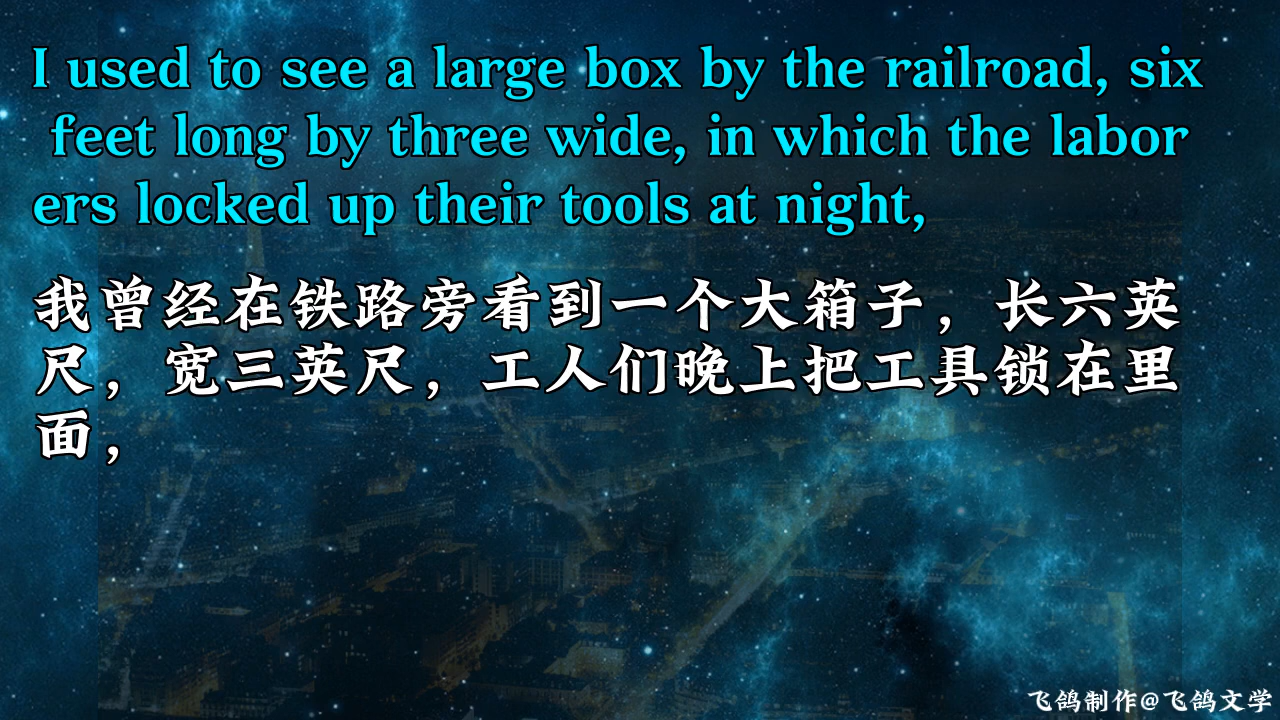 I used to see a large box by the railroad, six
feet long by three wide, in which the labor
ers locked up their tools at night,
我曾经在铁路旁看到一个大箱子，长六英
尺，宽三英尺，工人们晚上把工具锁在里
面，
飞鸽制作@飞鸽文学